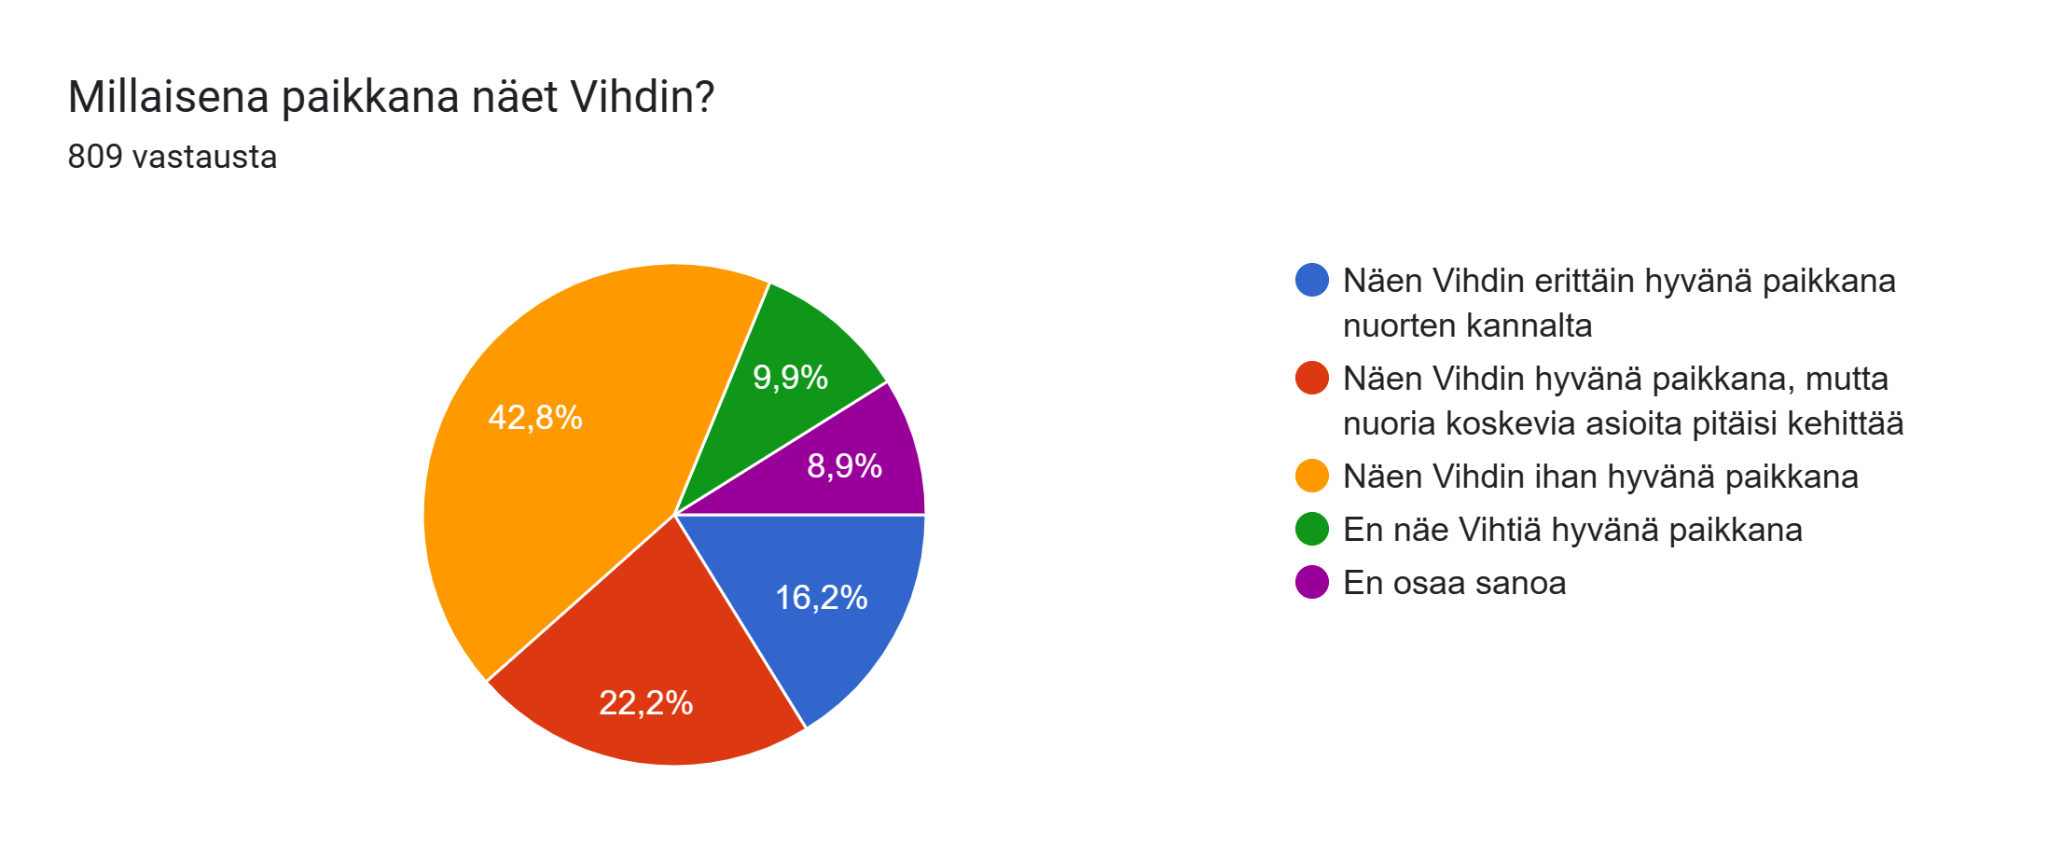 Millaisena paikkana näet Vihdin?
809 vastausta
42,8%
9,9%
8,9%
16,2%
22,2%
Näen Vihdin erittäin hyvänä paikkana
nuorten kannalta
Näen Vihdin hyvänä paikkana, mutta
nuoria koskevia asioita pitäisi kehittää
Näen Vihdin ihan hyvänä paikkana
En näe Vihtiä hyvänä paikkana
En osaa sanoa